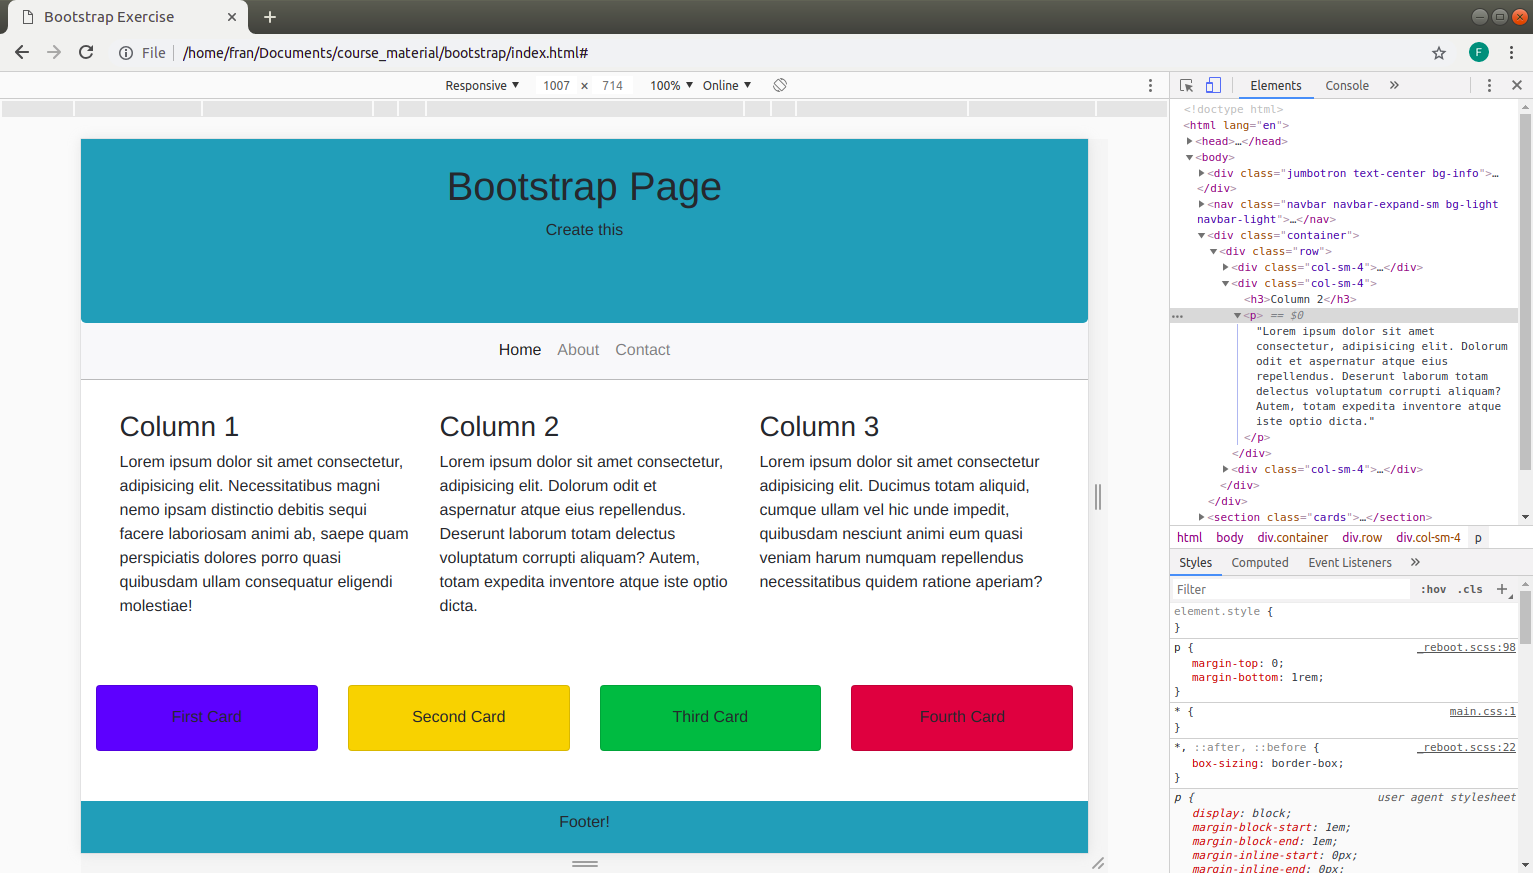 Bootstrap Exercise
File /home/fran/Documents/course_material/bootstrap/index.html#
F
Responsive 1007 × 714 100% Online
Bootstrap Page
Create this
Home About Contact
Column 1
Lorem ipsum dolor sit amet consectetur,
adipisicing elit. Necessitatibus magni
nemo ipsam distinctio debitis sequi
facere laboriosam animi ab, saepe quam
perspiciatis dolores porro quasi
quibusdam ullam consequatur eligendi
molestiae!
Column 2
Lorem ipsum dolor sit amet consectetur,
adipisicing elit. Dolorum odit et
aspernatur atque eius repellendus.
Deserunt laborum totam delectus
voluptatum corrupti aliquam? Autem,
totam expedita inventore atque iste optio
dicta.
Column 3
Lorem ipsum dolor sit amet consectetur
adipisicing elit. Ducimus totam aliquid,
cumque ullam vel hic unde impedit,
quibusdam nesciunt animi eum quasi
veniam harum numquam repellendus
necessitatibus quidem ratione aperiam?
First Card
Second Card
Third Card
Fourth Card
Footer!
Elements Console »
<!doctype html>
<html lang="en">
<head>…</head>
<body>
<div class="jumbotron text-center bg-info">…
</div>
<nav class="navbar navbar-expand-sm bg-light
navbar-light">…</nav>
<div class="container">
<div class="row">
<div class="col-sm-4">…</div>
<div class="col-sm-4">
<h3>Column 2</h3>
… <p> == $0
"Lorem ipsum dolor sit amet
consectetur, adipisicing elit. Dolorum
odit et aspernatur atque eius
repellendus. Deserunt laborum totam
delectus voluptatum corrupti aliquam?
Autem, totam expedita inventore atque
iste optio dicta."
</p>
</div>
<div class="col-sm-4">…</div>
</div>
</div>
<section class="cards">…</section>
html body div.container div.row div.col-sm-4 p
Styles Computed Event Listeners »
Filter :hov .cls +
element.style {
}
p { _reboot.scss:98
margin-top: 0;
margin-bottom: 1rem;
}
* { main.css:1
}
*, ::after, ::before { _reboot.scss:22
box-sizing: border-box;
}
p { user agent stylesheet
display: block;
margin-block-start: 1em;
margin-block-end: 1em;
margin-inline-start: 0px;
margin-inline-end: 0px;